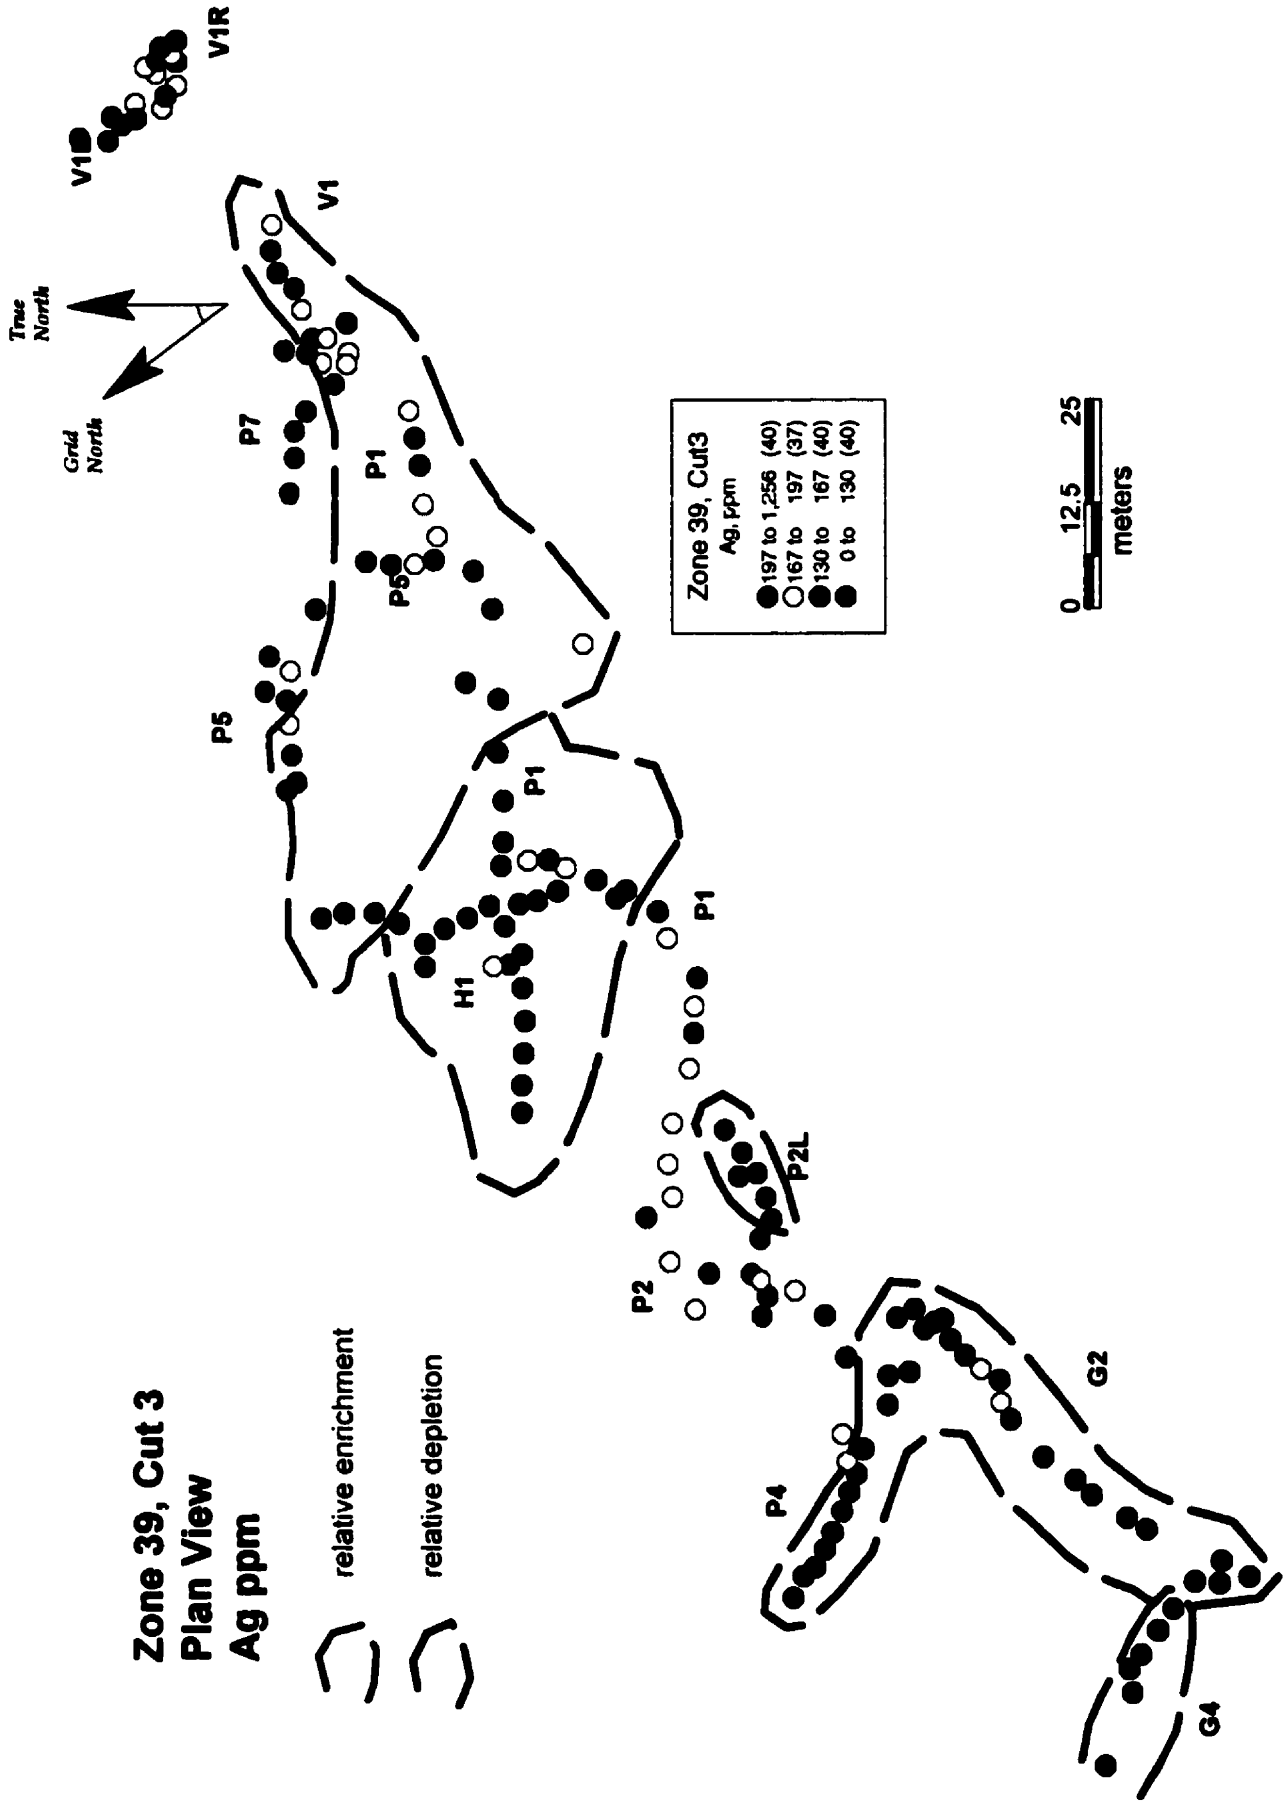 Zone 39, Cut 3
Plan View
Ag ppm
relative enrichment
relative depletion
Grid
North
True
North
V1R
V1
P7
P1
P5
P5
P1
H1
P1
P2L
P2
P4
G2
G4
Zone 39, Cut3
Ag, ppm
197 to 1,256 (40)
167 to 197 (37)
130 to 167 (40)
0 to 130 (40)
0 12.5 25
meters